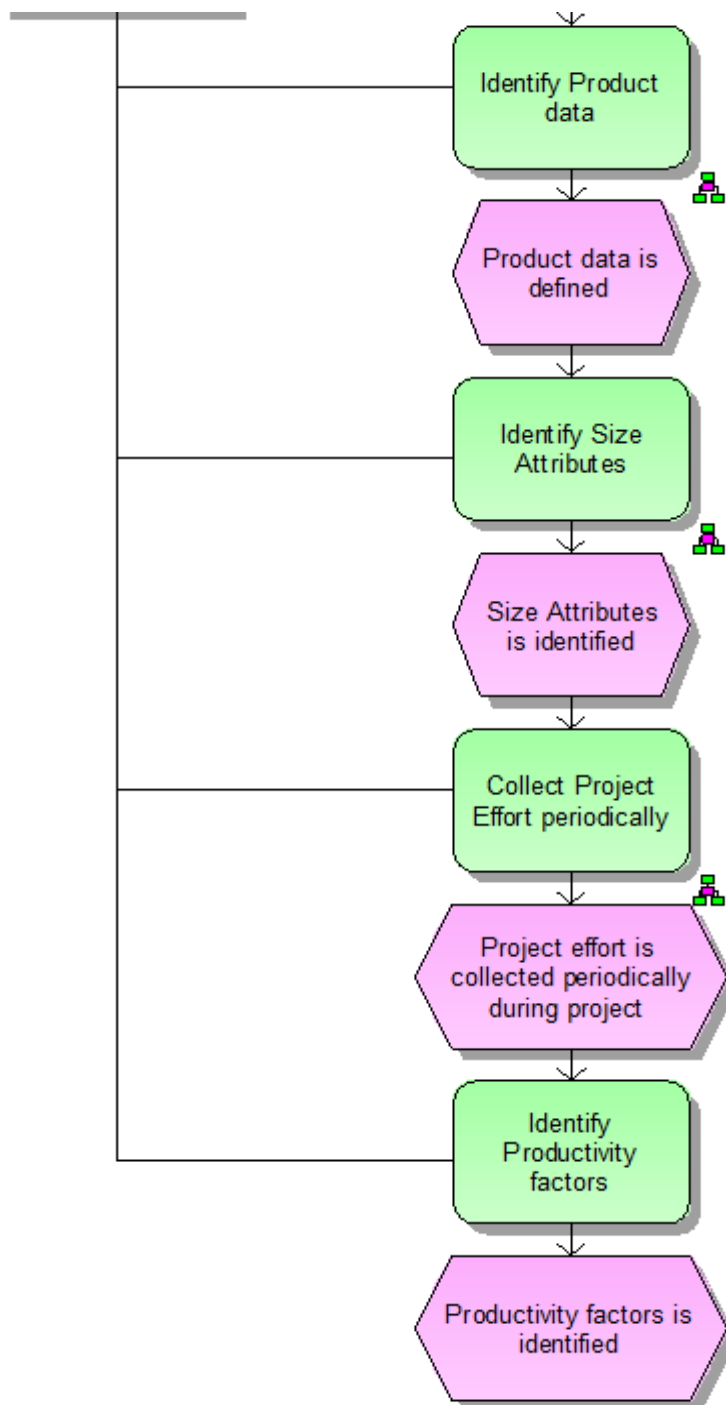 Identify Product
data
Product data is
defined
Identify Size
Attributes
Size Attributes
is identified
Collect Project
Effort periodically
Project effort is
collected periodically
during project
Identify
Productivity
factors
Productivity factors is
identified